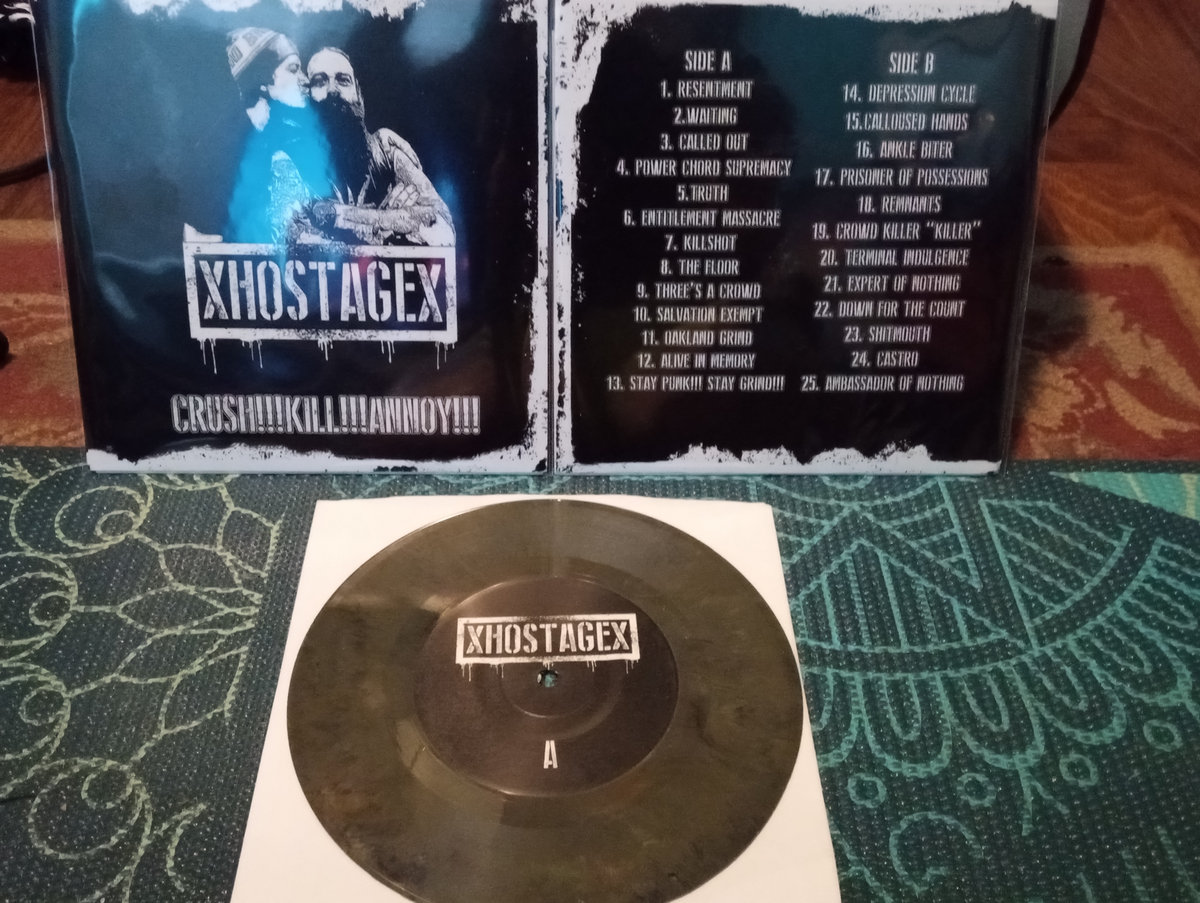 XHOSTAGEX
CRUSH!!!KILL!!!ANNOY!!!
SIDE A
1. RESENTMENT
2.WAITING
3. CALLED OUT
4. POWER CHORD SUPREMACY
5.TRUTH
6. ENTITLEMENT MASSACRE
7. KILLSHOT
8. THE FLOOR
9. THREE'S A CROWD
10. SALVATION EXEMPT
11. OAKLAND GRIND
12. ALIVE IN MEMORY
13. STAY PUNK!!! STAY GRIND!!!
SIDE B
14. DEPRESSION CYCLE
15.CALLOUSED HANDS
16. ANKLE BITER
17. PRISONER OF POSSESSIONS
18. REMNANTS
19. CROWD KILLER "KILLER"
20. TERMINAL INDULGENCE
21. EXPERT OF NOTHING
22. DOWN FOR THE COUNT
23. SHITMOUTH
24. CASTRO
25. AMBASSADOR OF NOTHING
XHOSTAGEX
A